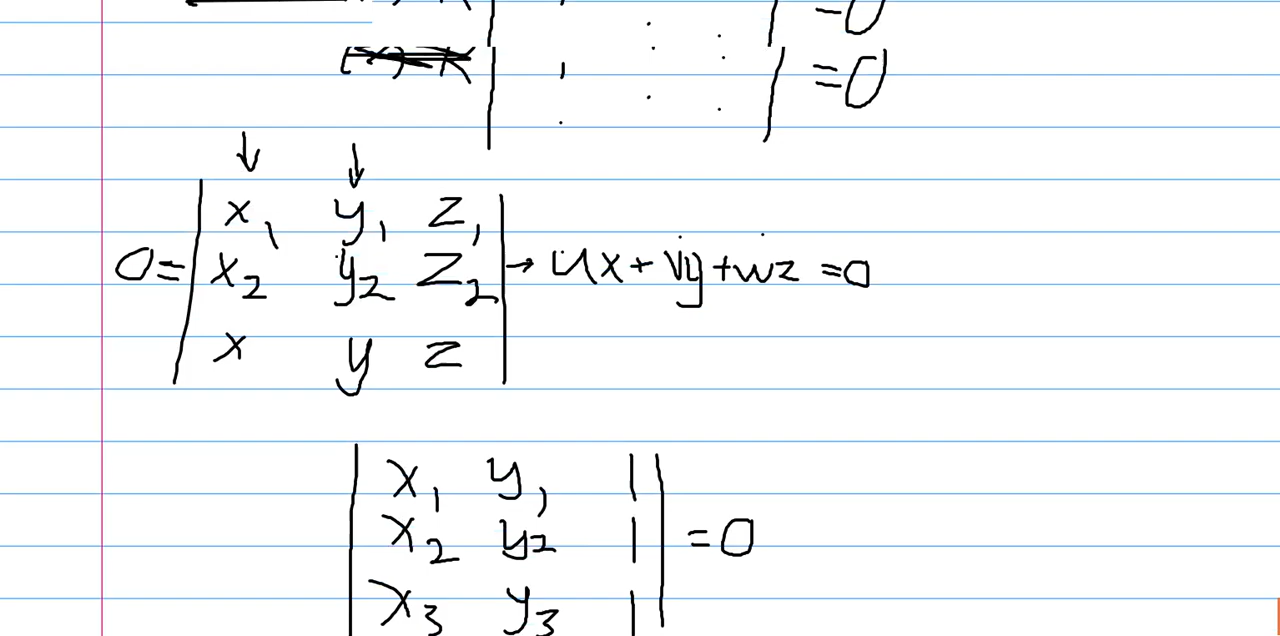 = 0
= 0
x₁ y₁ z₁
0 = x₂ y₂ z₂ → ux + vy + wz = 0
x y z
x₁ y₁ 1
x₂ y₂ 1 = 0
x₃ y₃ 1